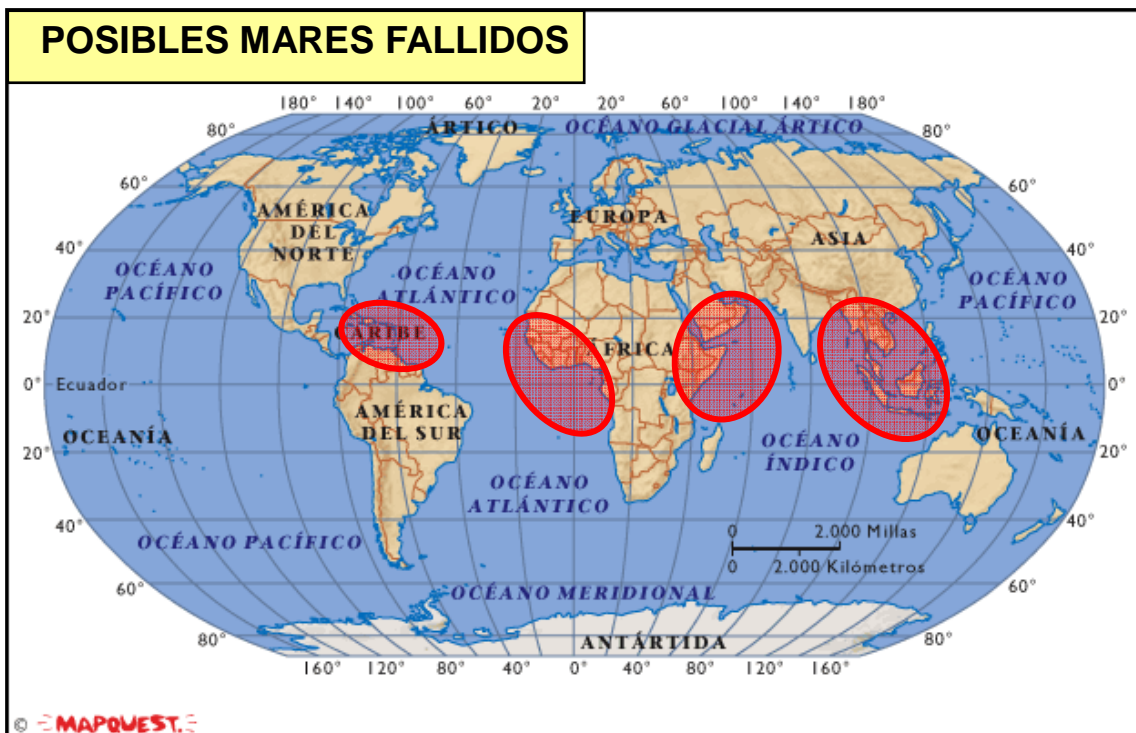 POSIBLES MARES FALLIDOS
180° 140° 100° 60° 20° 20° 60° 100° 140° 180°
80° ÁRTICO OCÉANO GLACIAL ÁRTICO 80°
60° 60°
AMÉRICA
DEL
NORTE
EUROPA
ASIA
40° 40°
OCÉANO
PACÍFICO
OCÉANO
ATLÁNTICO
OCÉANO
PACÍFICO
20° 20°
CARIBE
ÁFRICA
0° Ecuador 0°
AMÉRICA
DEL SUR
OCEANÍA OCEANÍA
OCÉANO
ÍNDICO
20° 20°
OCÉANO
ATLÁNTICO
40° 40°
OCÉANO PACÍFICO
0 2.000 Millas
0 2.000 Kilómetros
60° 60°
OCÉANO MERIDIONAL
80° ANTÁRTIDA 80°
160° 120° 80° 40° 0° 40° 80° 120° 160°
© MAPQUEST.